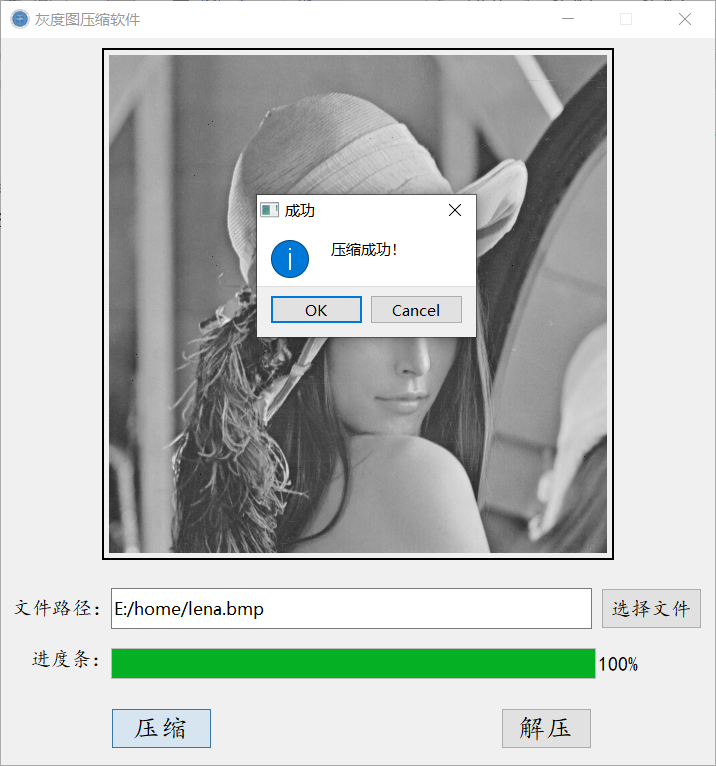 灰度图压缩软件
成功
压缩成功！
OK
Cancel
文件路径：
E:/home/lena.bmp
选择文件
进度条：
100%
压缩
解压